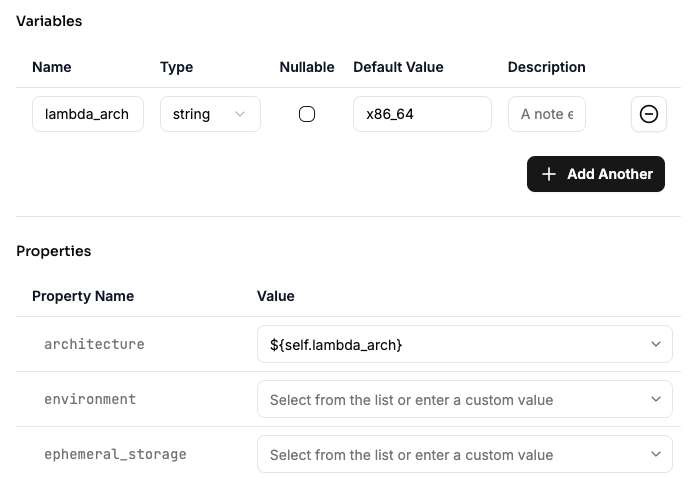 Variables
Name Type Nullable Default Value Description
lambda_arch string x86_64 A note e
Add Another
Properties
Property Name Value
architecture ${self.lambda_arch}
environment Select from the list or enter a custom value
ephemeral_storage Select from the list or enter a custom value